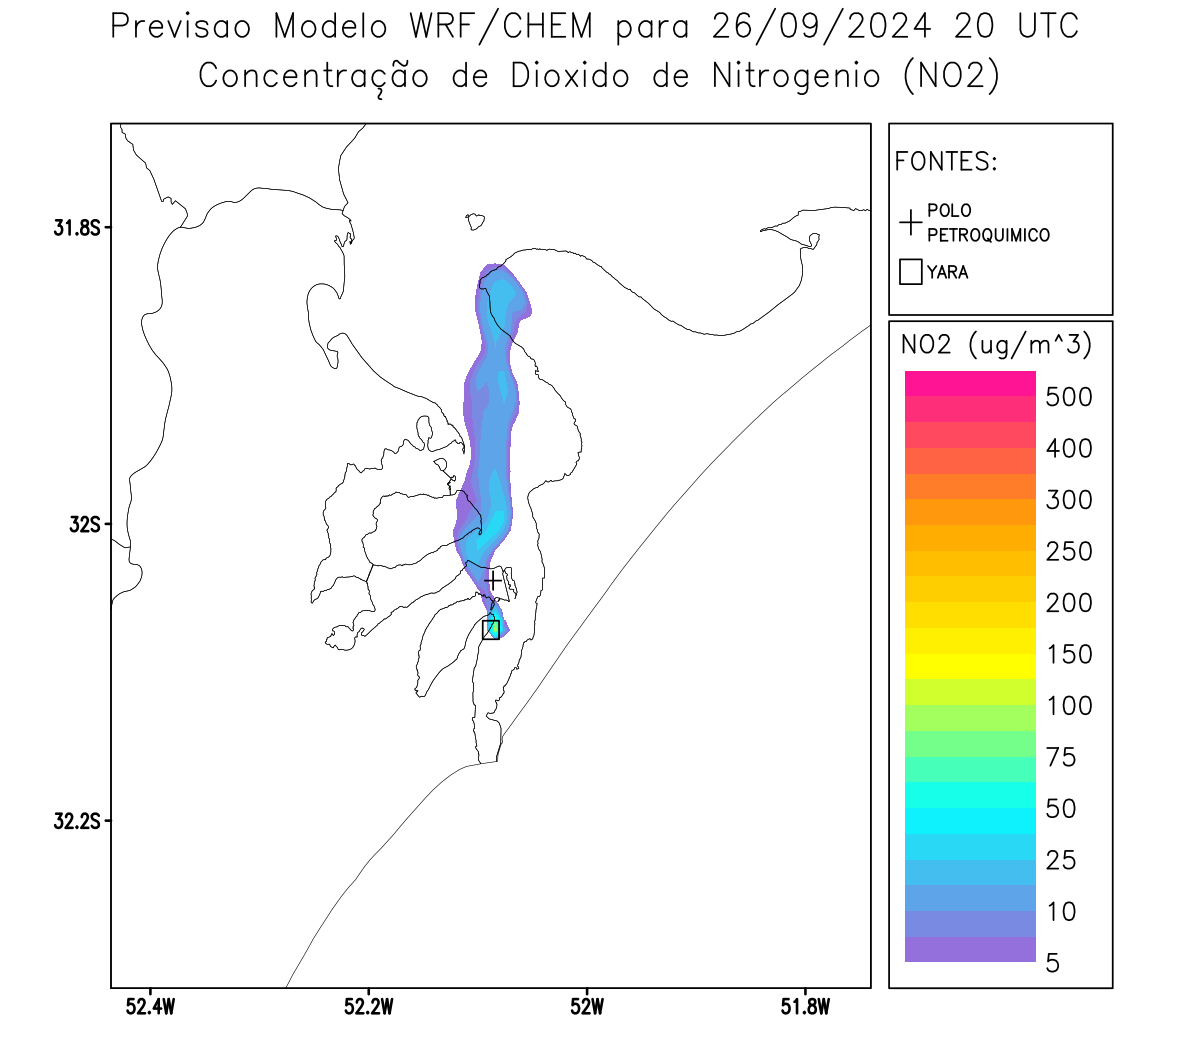 Previsao Modelo WRF/CHEM para 26/09/2024 20 UTC
Concentração de Dioxido de Nitrogenio (NO2)
FONTES:
POLO
PETROQUIMICO
YARA
NO2 (ug/m^3)
500
400
300
250
200
150
100
75
50
25
10
5
31.8S
32S
32.2S
52.4W
52.2W
52W
51.8W